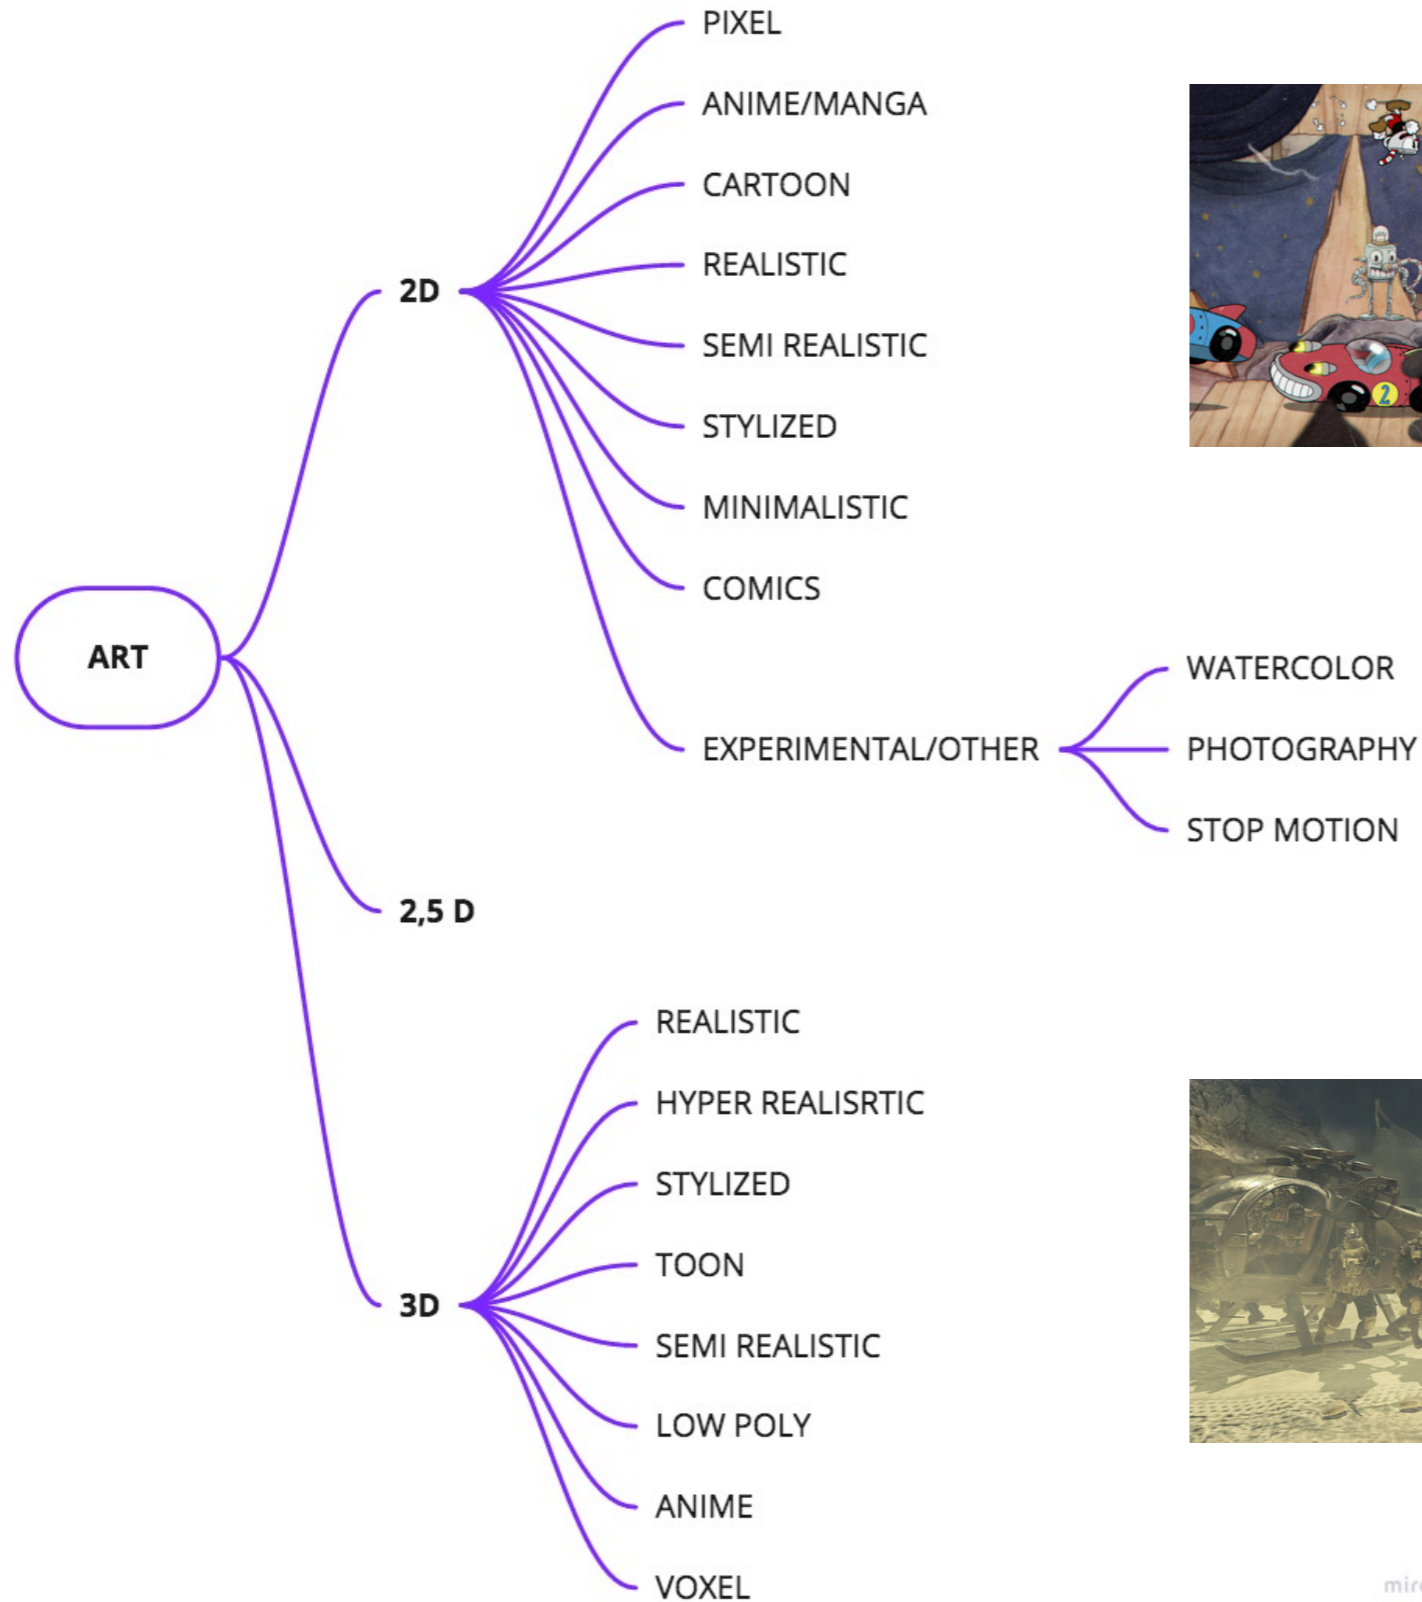 PIXEL
ANIME/MANGA
CARTOON
REALISTIC
2D
SEMI REALISTIC
STYLIZED
2
MINIMALISTIC
COMICS
ART
WATERCOLOR
EXPERIMENTAL/OTHER
PHOTOGRAPHY
STOP MOTION
2,5 D
REALISTIC
HYPER REALISRTIC
STYLIZED
TOON
3D
SEMI REALISTIC
LOW POLY
ANIME
VOXEL